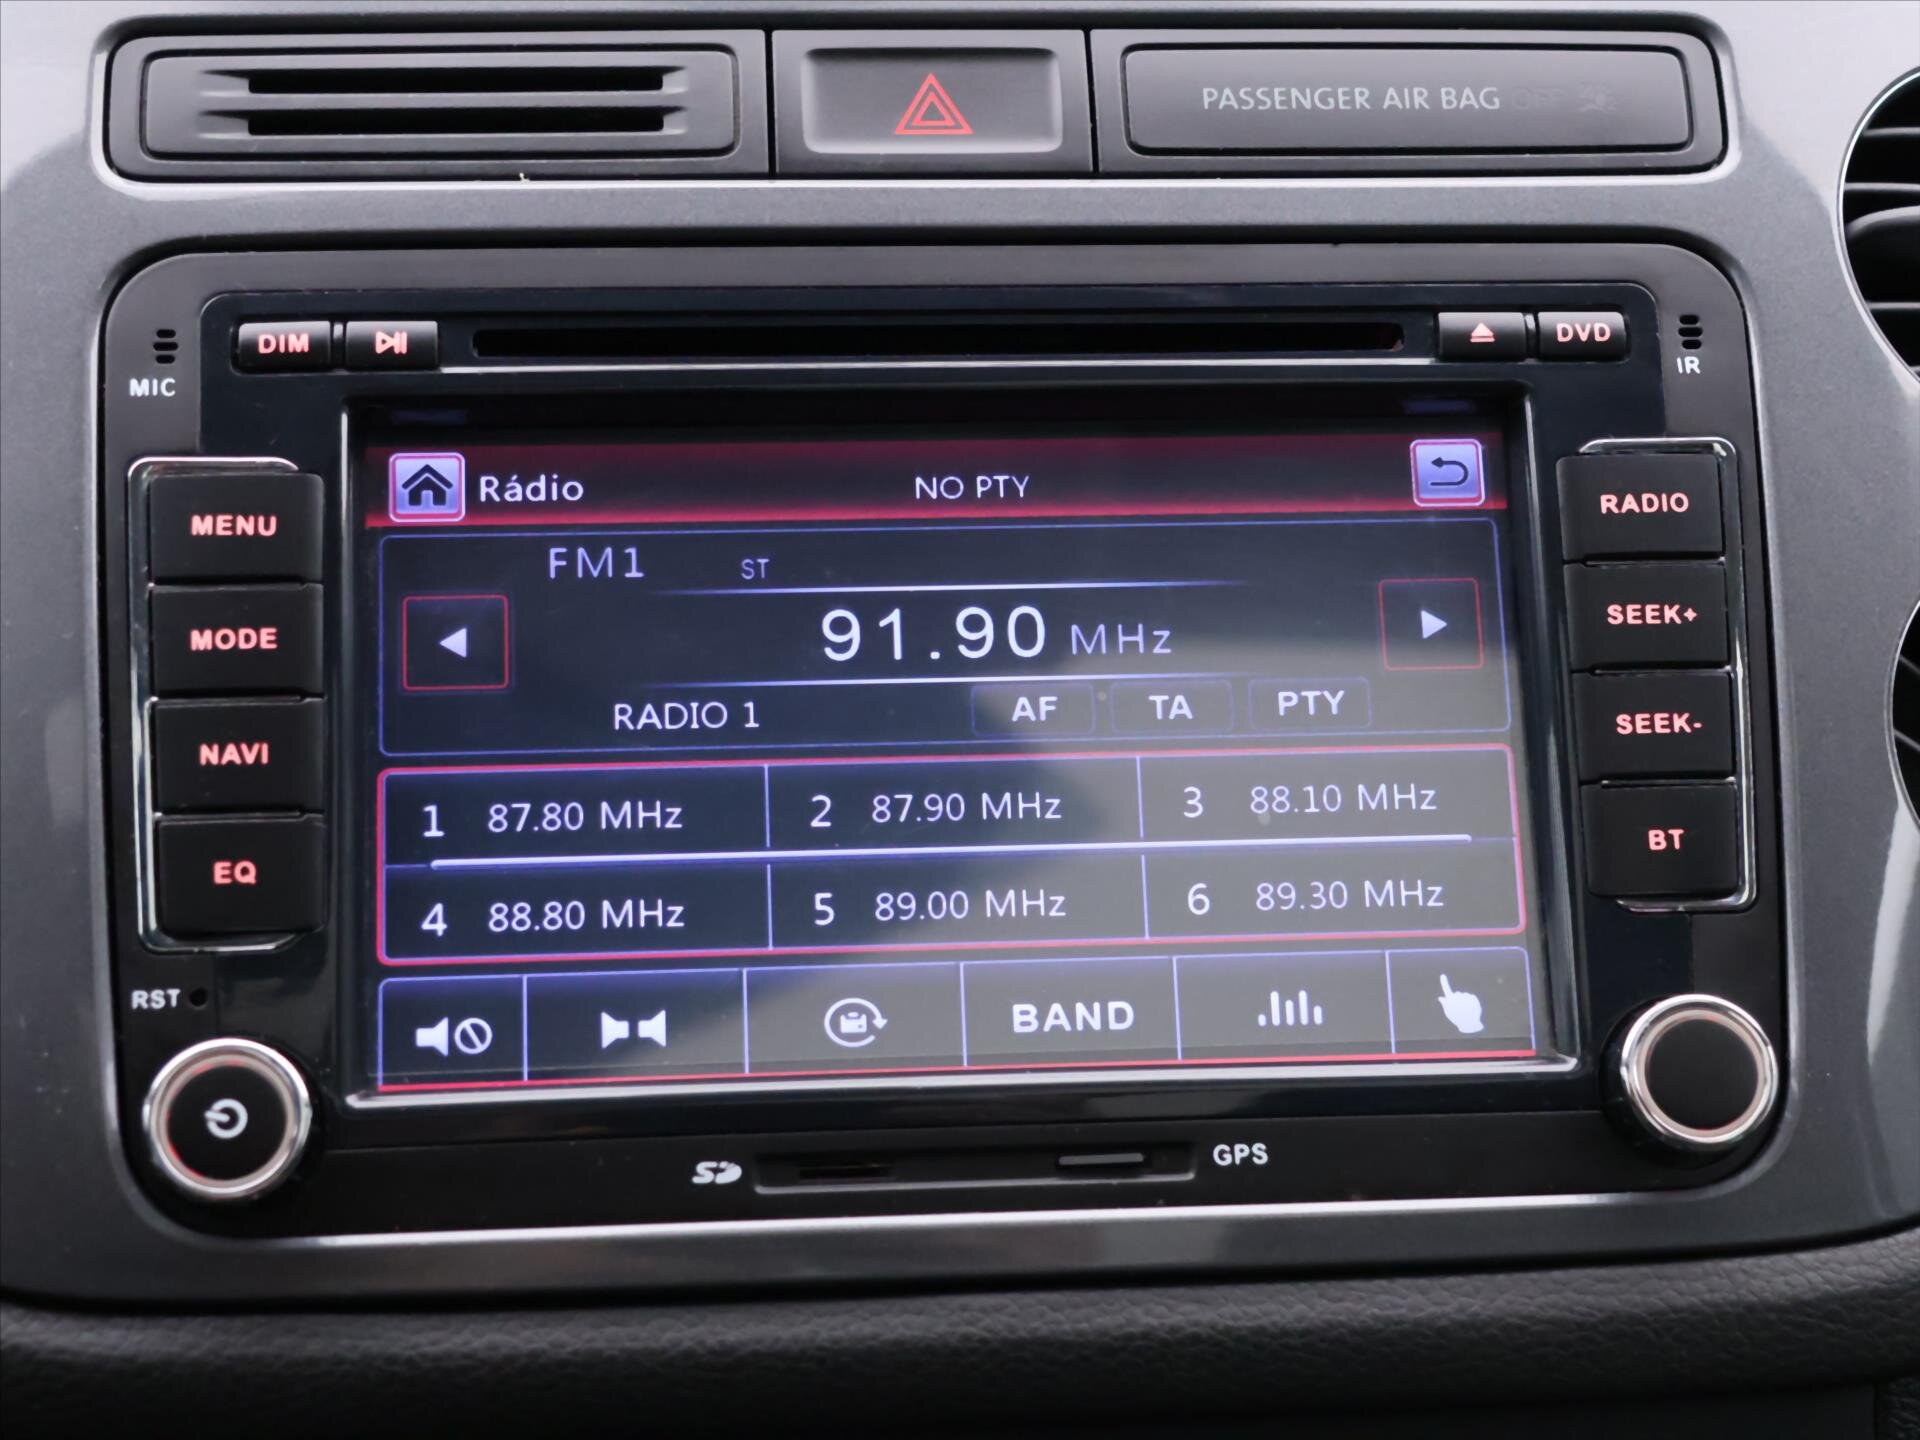 PASSENGER AIR BAG OFF
DIM
DVD
MIC
IR
Rádio NO PTY
MENU
MODE
NAVI
EQ
RADIO
SEEK+
SEEK-
BT
FM1 ST
91.90 MHz
RADIO 1 AF TA PTY
1 87.80 MHz 2 87.90 MHz 3 88.10 MHz
4 88.80 MHz 5 89.00 MHz 6 89.30 MHz
BAND
RST
SD
GPS